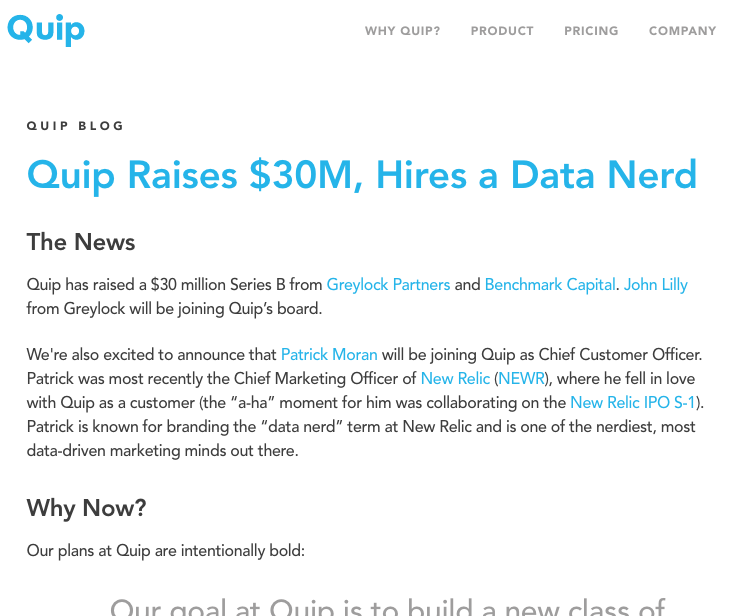 Quip
WHY QUIP? PRODUCT PRICING COMPANY
QUIP BLOG
Quip Raises $30M, Hires a Data Nerd
The News
Quip has raised a $30 million Series B from Greylock Partners and Benchmark Capital. John Lilly
from Greylock will be joining Quip’s board.
We're also excited to announce that Patrick Moran will be joining Quip as Chief Customer Officer.
Patrick was most recently the Chief Marketing Officer of New Relic (NEWR), where he fell in love
with Quip as a customer (the “a-ha” moment for him was collaborating on the New Relic IPO S-1).
Patrick is known for branding the “data nerd” term at New Relic and is one of the nerdiest, most
data-driven marketing minds out there.
Why Now?
Our plans at Quip are intentionally bold:
Our goal at Quip is to build a new class of